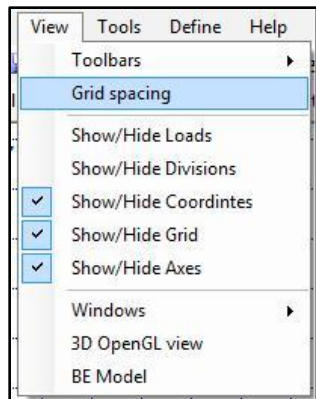 View Tools Define Help
Toolbars
Grid spacing
Show/Hide Loads
Show/Hide Divisions
Show/Hide Coordintes
Show/Hide Grid
Show/Hide Axes
Windows
3D OpenGL view
BE Model